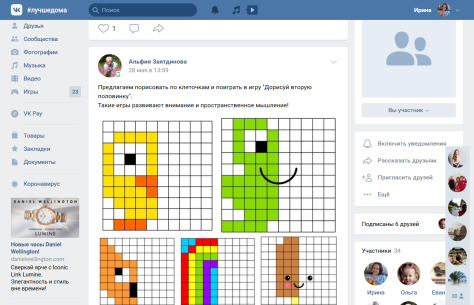 #лучшедома
Поиск
Ирина
Друзья
Сообщества
Фотографии
Музыка
Видео
Игры 23
VK Pay
Товары
Закладки
Документы
Коронавирус
DANIEL WELLINGTON
LUMINE
Новые часы Daniel
Wellington!
danielwellington.com
Сверкай ярче с Iconic
Link Lumine.
Элегантность и стиль
вне времени!
1
Альфия Заятдинова
28 мая в 13:59
Предлагаем порисовать по клеточкам и поиграть в игру "Дорисуй вторую
половинку".
Такие игры развивают внимание и пространственное мышление!
Вы участник
Включить уведомления
Рассказать друзьям
Пригласить друзей
Ещё
Подписаны 6 друзей
Участники 34
Ирина
Ольга